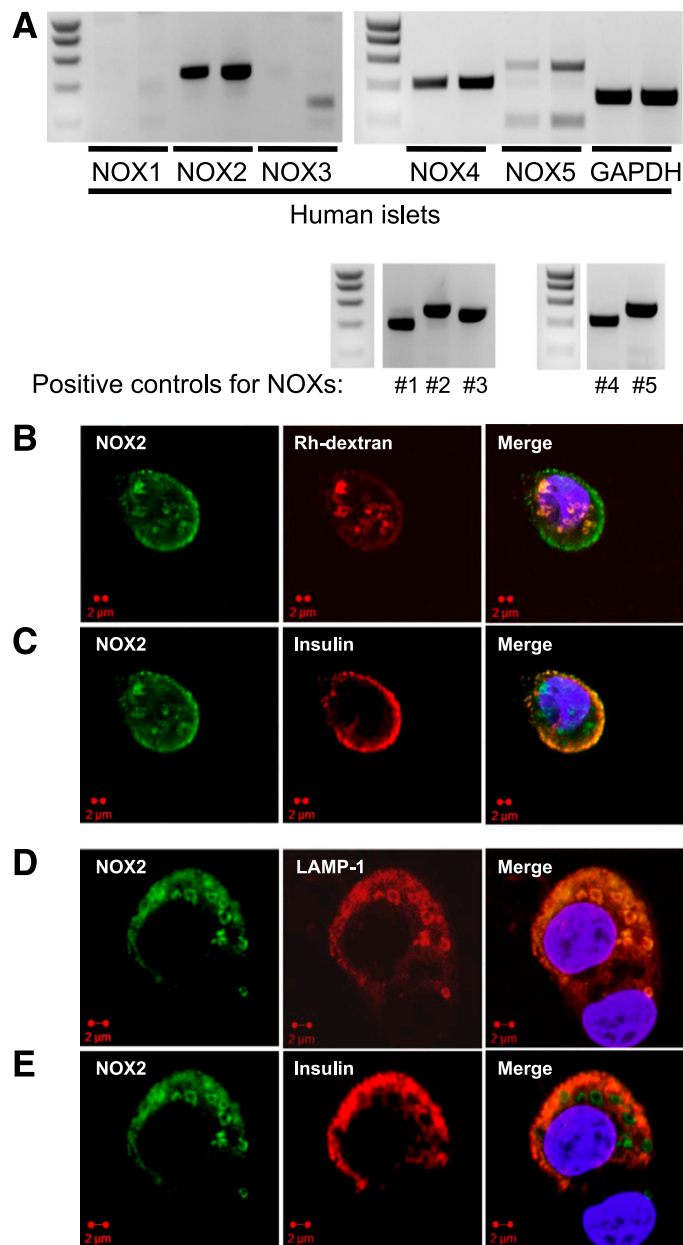 A
NOX1 NOX2 NOX3 NOX4 NOX5 GAPDH
Human islets
Positive controls for NOXs: #1 #2 #3 #4 #5
B
NOX2 Rh-dextran Merge
2 µm 2 µm 2 µm
C
NOX2 Insulin Merge
2 µm 2 µm 2 µm
D
NOX2 LAMP-1 Merge
2 µm 2 µm 2 µm
E
NOX2 Insulin Merge
2 µm 2 µm 2 µm